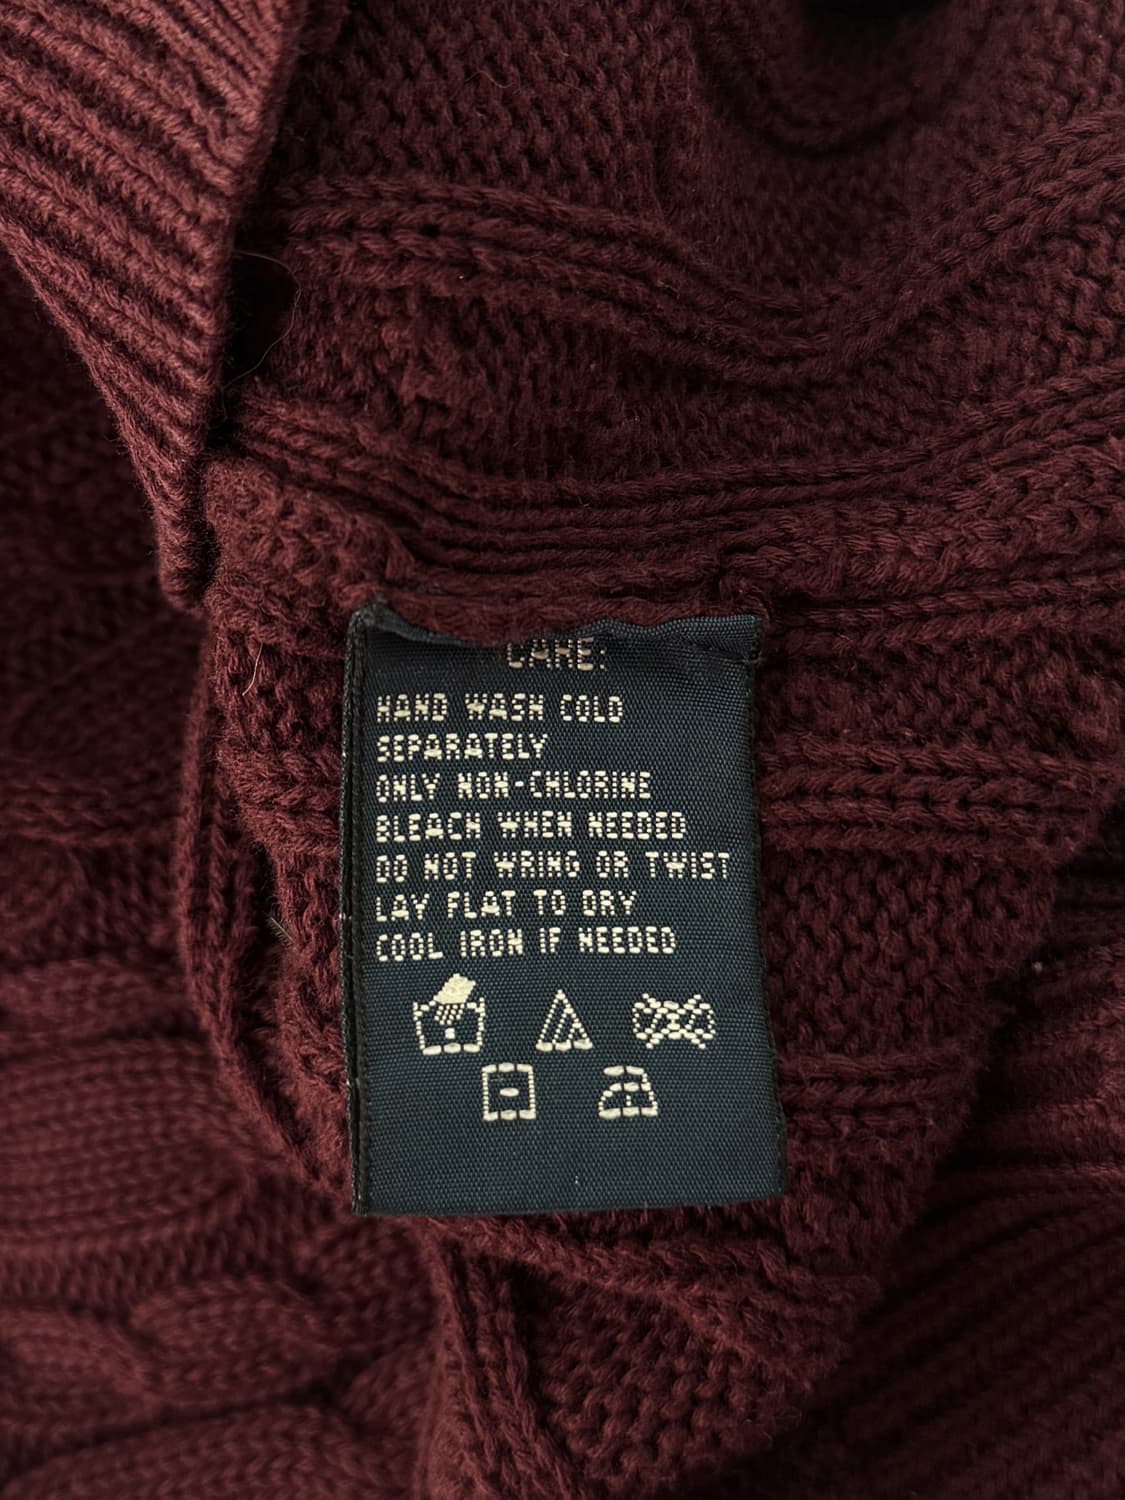 CARE:
HAND WASH COLD
SEPARATELY
ONLY NON-CHLORINE
BLEACH WHEN NEEDED
DO NOT WRING OR TWIST
LAY FLAT TO DRY
COOL IRON IF NEEDED